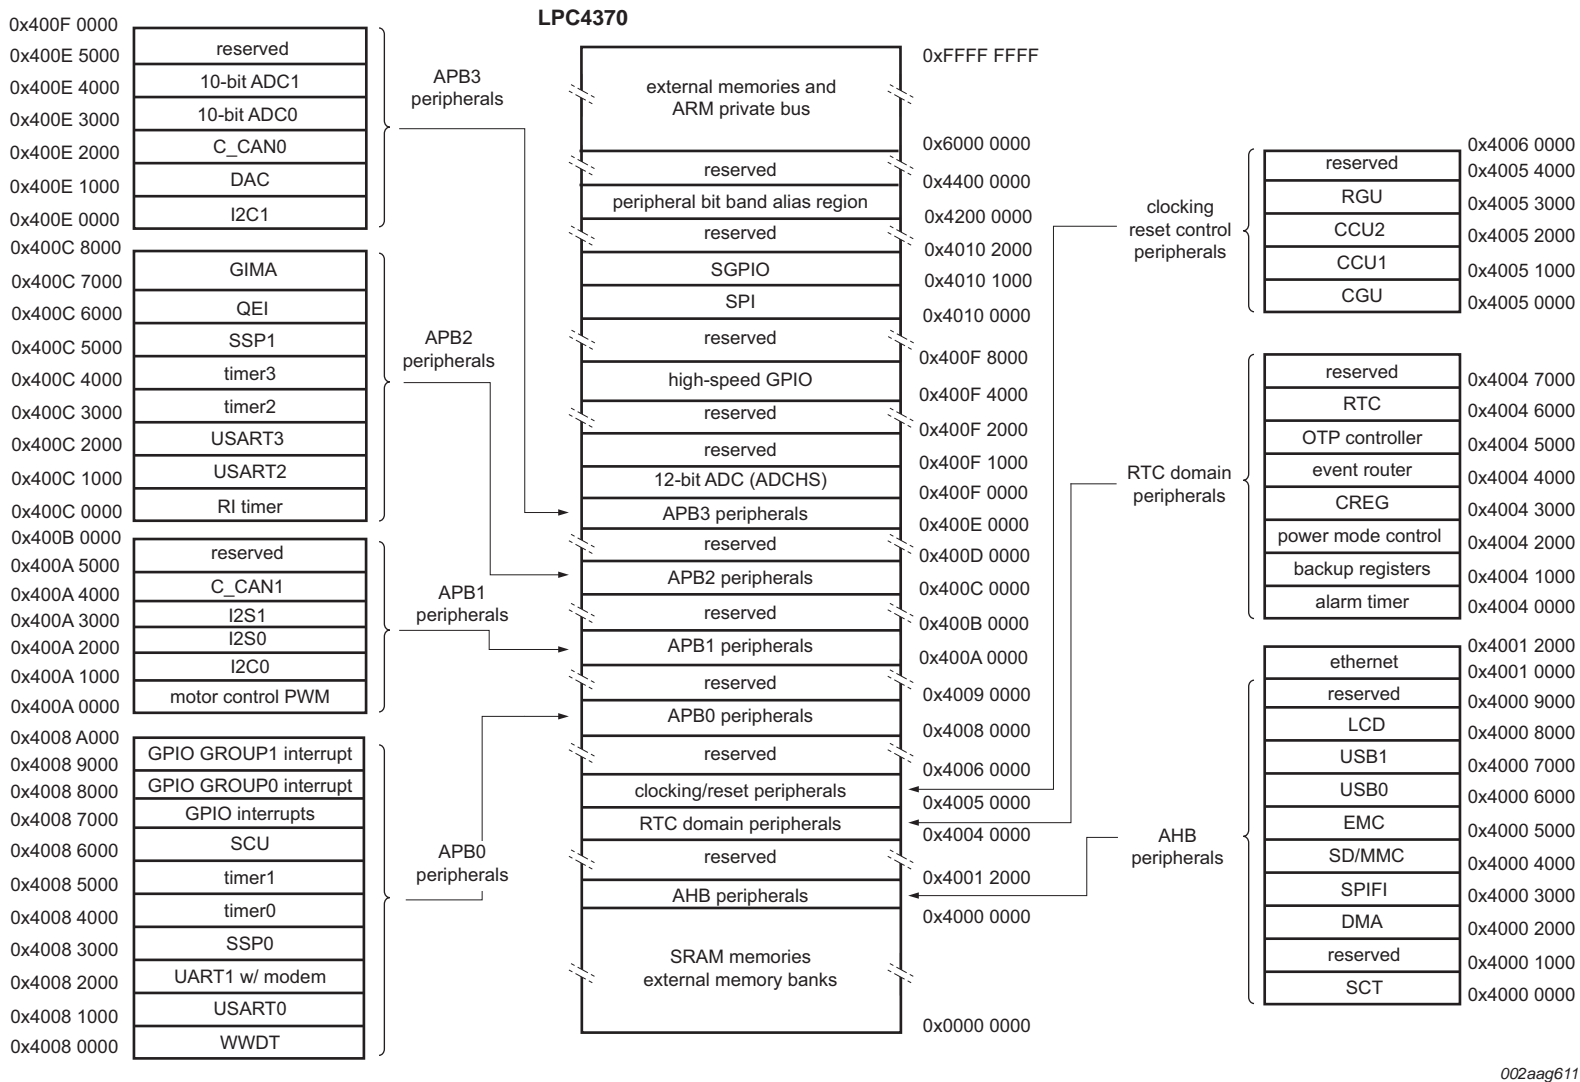 LPC4370
0x400F 0000
reserved
0x400E 5000
10-bit ADC1
0x400E 4000
10-bit ADC0
0x400E 3000
C_CAN0
0x400E 2000
DAC
0x400E 1000
I2C1
0x400E 0000
APB3
peripherals
0x400C 8000
GIMA
0x400C 7000
QEI
0x400C 6000
SSP1
0x400C 5000
timer3
0x400C 4000
timer2
0x400C 3000
USART3
0x400C 2000
USART2
0x400C 1000
RI timer
0x400C 0000
APB2
peripherals
0x400B 0000
reserved
0x400A 5000
C_CAN1
0x400A 4000
I2S1
0x400A 3000
I2S0
0x400A 2000
I2C0
0x400A 1000
motor control PWM
0x400A 0000
APB1
peripherals
0x4008 A000
GPIO GROUP1 interrupt
0x4008 9000
GPIO GROUP0 interrupt
0x4008 8000
GPIO interrupts
0x4008 7000
SCU
0x4008 6000
timer1
0x4008 5000
timer0
0x4008 4000
SSP0
0x4008 3000
UART1 w/ modem
0x4008 2000
USART0
0x4008 1000
WWDT
0x4008 0000
APB0
peripherals
0xFFFF FFFF
external memories and
ARM private bus
0x6000 0000
reserved
0x4400 0000
peripheral bit band alias region
0x4200 0000
reserved
0x4010 2000
SGPIO
0x4010 1000
SPI
0x4010 0000
reserved
0x400F 8000
high-speed GPIO
0x400F 4000
reserved
0x400F 2000
reserved
0x400F 1000
12-bit ADC (ADCHS)
0x400F 0000
APB3 peripherals
0x400E 0000
reserved
0x400D 0000
APB2 peripherals
0x400C 0000
reserved
0x400B 0000
APB1 peripherals
0x400A 0000
reserved
0x4009 0000
APB0 peripherals
0x4008 0000
reserved
0x4006 0000
clocking/reset peripherals
0x4005 0000
RTC domain peripherals
0x4004 0000
reserved
0x4001 2000
AHB peripherals
0x4000 0000
SRAM memories
external memory banks
0x0000 0000
clocking
reset control
peripherals
0x4006 0000
reserved
0x4005 4000
RGU
0x4005 3000
CCU2
0x4005 2000
CCU1
0x4005 1000
CGU
0x4005 0000
RTC domain
peripherals
reserved
0x4004 7000
RTC
0x4004 6000
OTP controller
0x4004 5000
event router
0x4004 4000
CREG
0x4004 3000
power mode control
0x4004 2000
backup registers
0x4004 1000
alarm timer
0x4004 0000
AHB
peripherals
0x4001 2000
ethernet
0x4001 0000
reserved
0x4000 9000
LCD
0x4000 8000
USB1
0x4000 7000
USB0
0x4000 6000
EMC
0x4000 5000
SD/MMC
0x4000 4000
SPIFI
0x4000 3000
DMA
0x4000 2000
reserved
0x4000 1000
SCT
0x4000 0000
002aag611